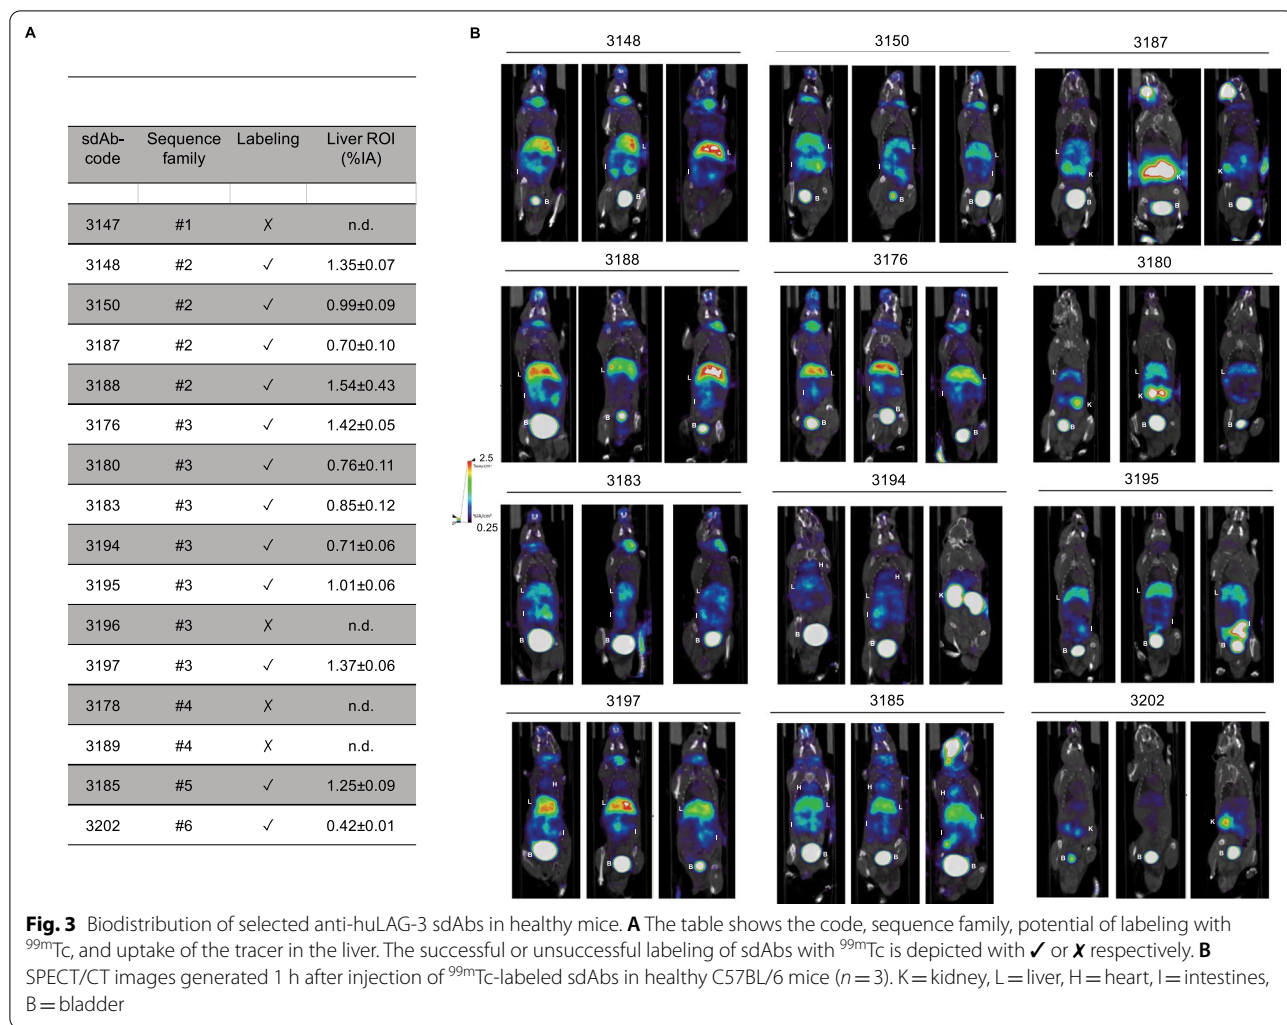 A
sdAb-code Sequence family Labeling Liver ROI (%IA)
3147 #1 ✗ n.d.
3148 #2 ✓ 1.35±0.07
3150 #2 ✓ 0.99±0.09
3187 #2 ✓ 0.70±0.10
3188 #2 ✓ 1.54±0.43
3176 #3 ✓ 1.42±0.05
3180 #3 ✓ 0.76±0.11
3183 #3 ✓ 0.85±0.12
3194 #3 ✓ 0.71±0.06
3195 #3 ✓ 1.01±0.06
3196 #3 ✗ n.d.
3197 #3 ✓ 1.37±0.06
3178 #4 ✗ n.d.
3189 #4 ✗ n.d.
3185 #5 ✓ 1.25±0.09
3202 #6 ✓ 0.42±0.01
B
3148 3150 3187
L I B L I B L I L I B K B K B K B
3188 3176 3180
L I B L B L I B L I B L I B L K B L K B L B
2.5
%IA/cm³
0.25
3183 3194 3195
L I B H L B H L I B K L I B L I B I B
3197 3185 3202
H L I B L B L I B H L I B H L I B H L I B K B B K B
Fig. 3 Biodistribution of selected anti-huLAG-3 sdAbs in healthy mice. A The table shows the code, sequence family, potential of labeling with
99mTc, and uptake of the tracer in the liver. The successful or unsuccessful labeling of sdAbs with 99mTc is depicted with ✓ or ✗ respectively. B
SPECT/CT images generated 1 h after injection of 99mTc-labeled sdAbs in healthy C57BL/6 mice (n = 3). K = kidney, L = liver, H = heart, I = intestines,
B = bladder